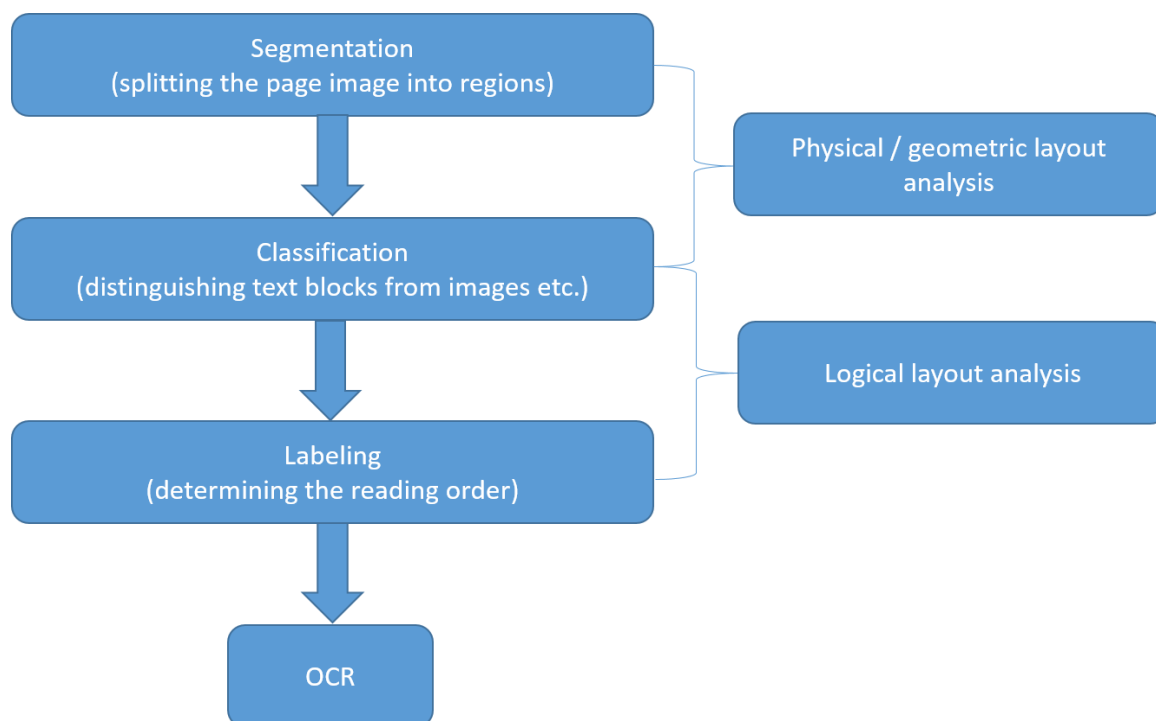 Segmentation
(splitting the page image into regions)
Physical / geometric layout
analysis
Classification
(distinguishing text blocks from images etc.)
Logical layout analysis
Labeling
(determining the reading order)
OCR